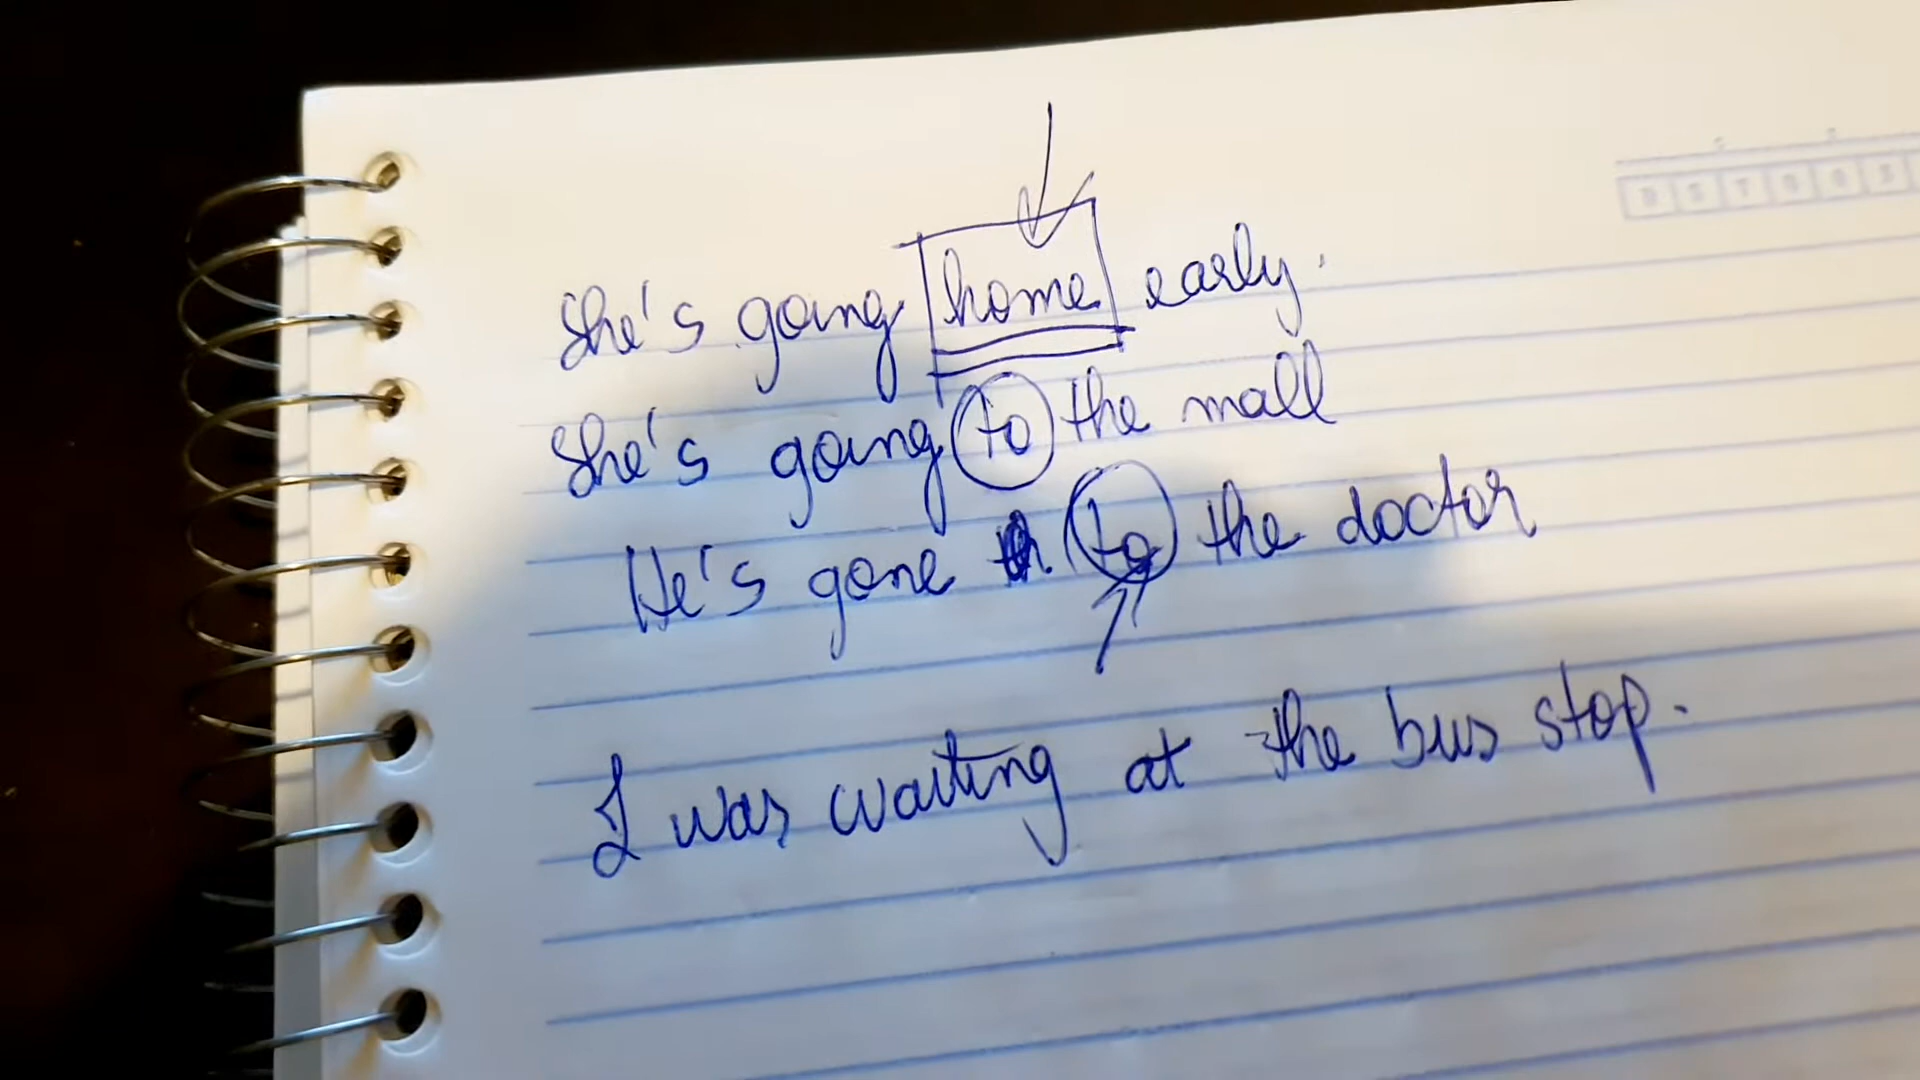 She's going home early.
She's going to the mall
He's gone to the doctor
I was waiting at the bus stop.